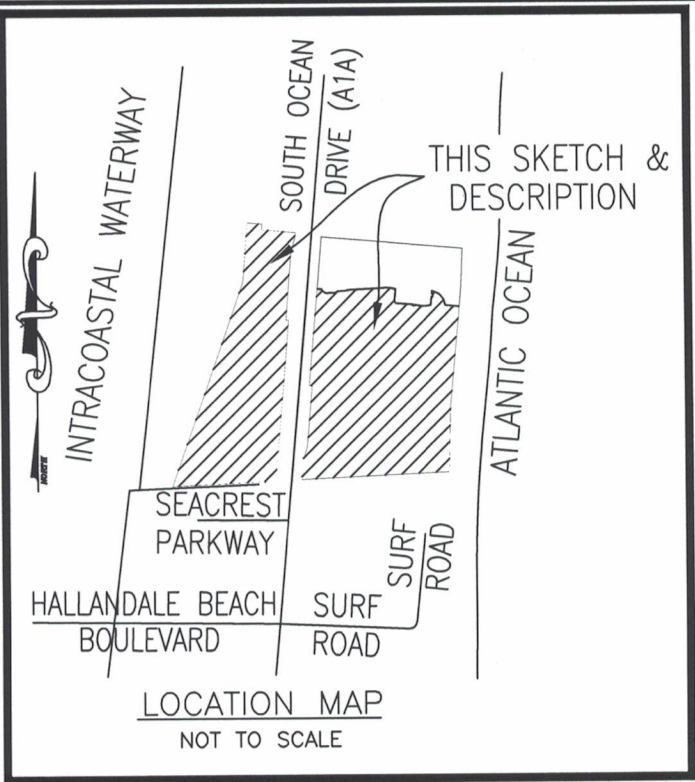 SOUTH OCEAN
DRIVE (A1A)
THIS SKETCH &
DESCRIPTION
INTRACOASTAL WATERWAY
ATLANTIC OCEAN
NORTH
SEACREST
PARKWAY
SURF
ROAD
HALLANDALE BEACH
BOULEVARD
SURF
ROAD
LOCATION MAP
NOT TO SCALE